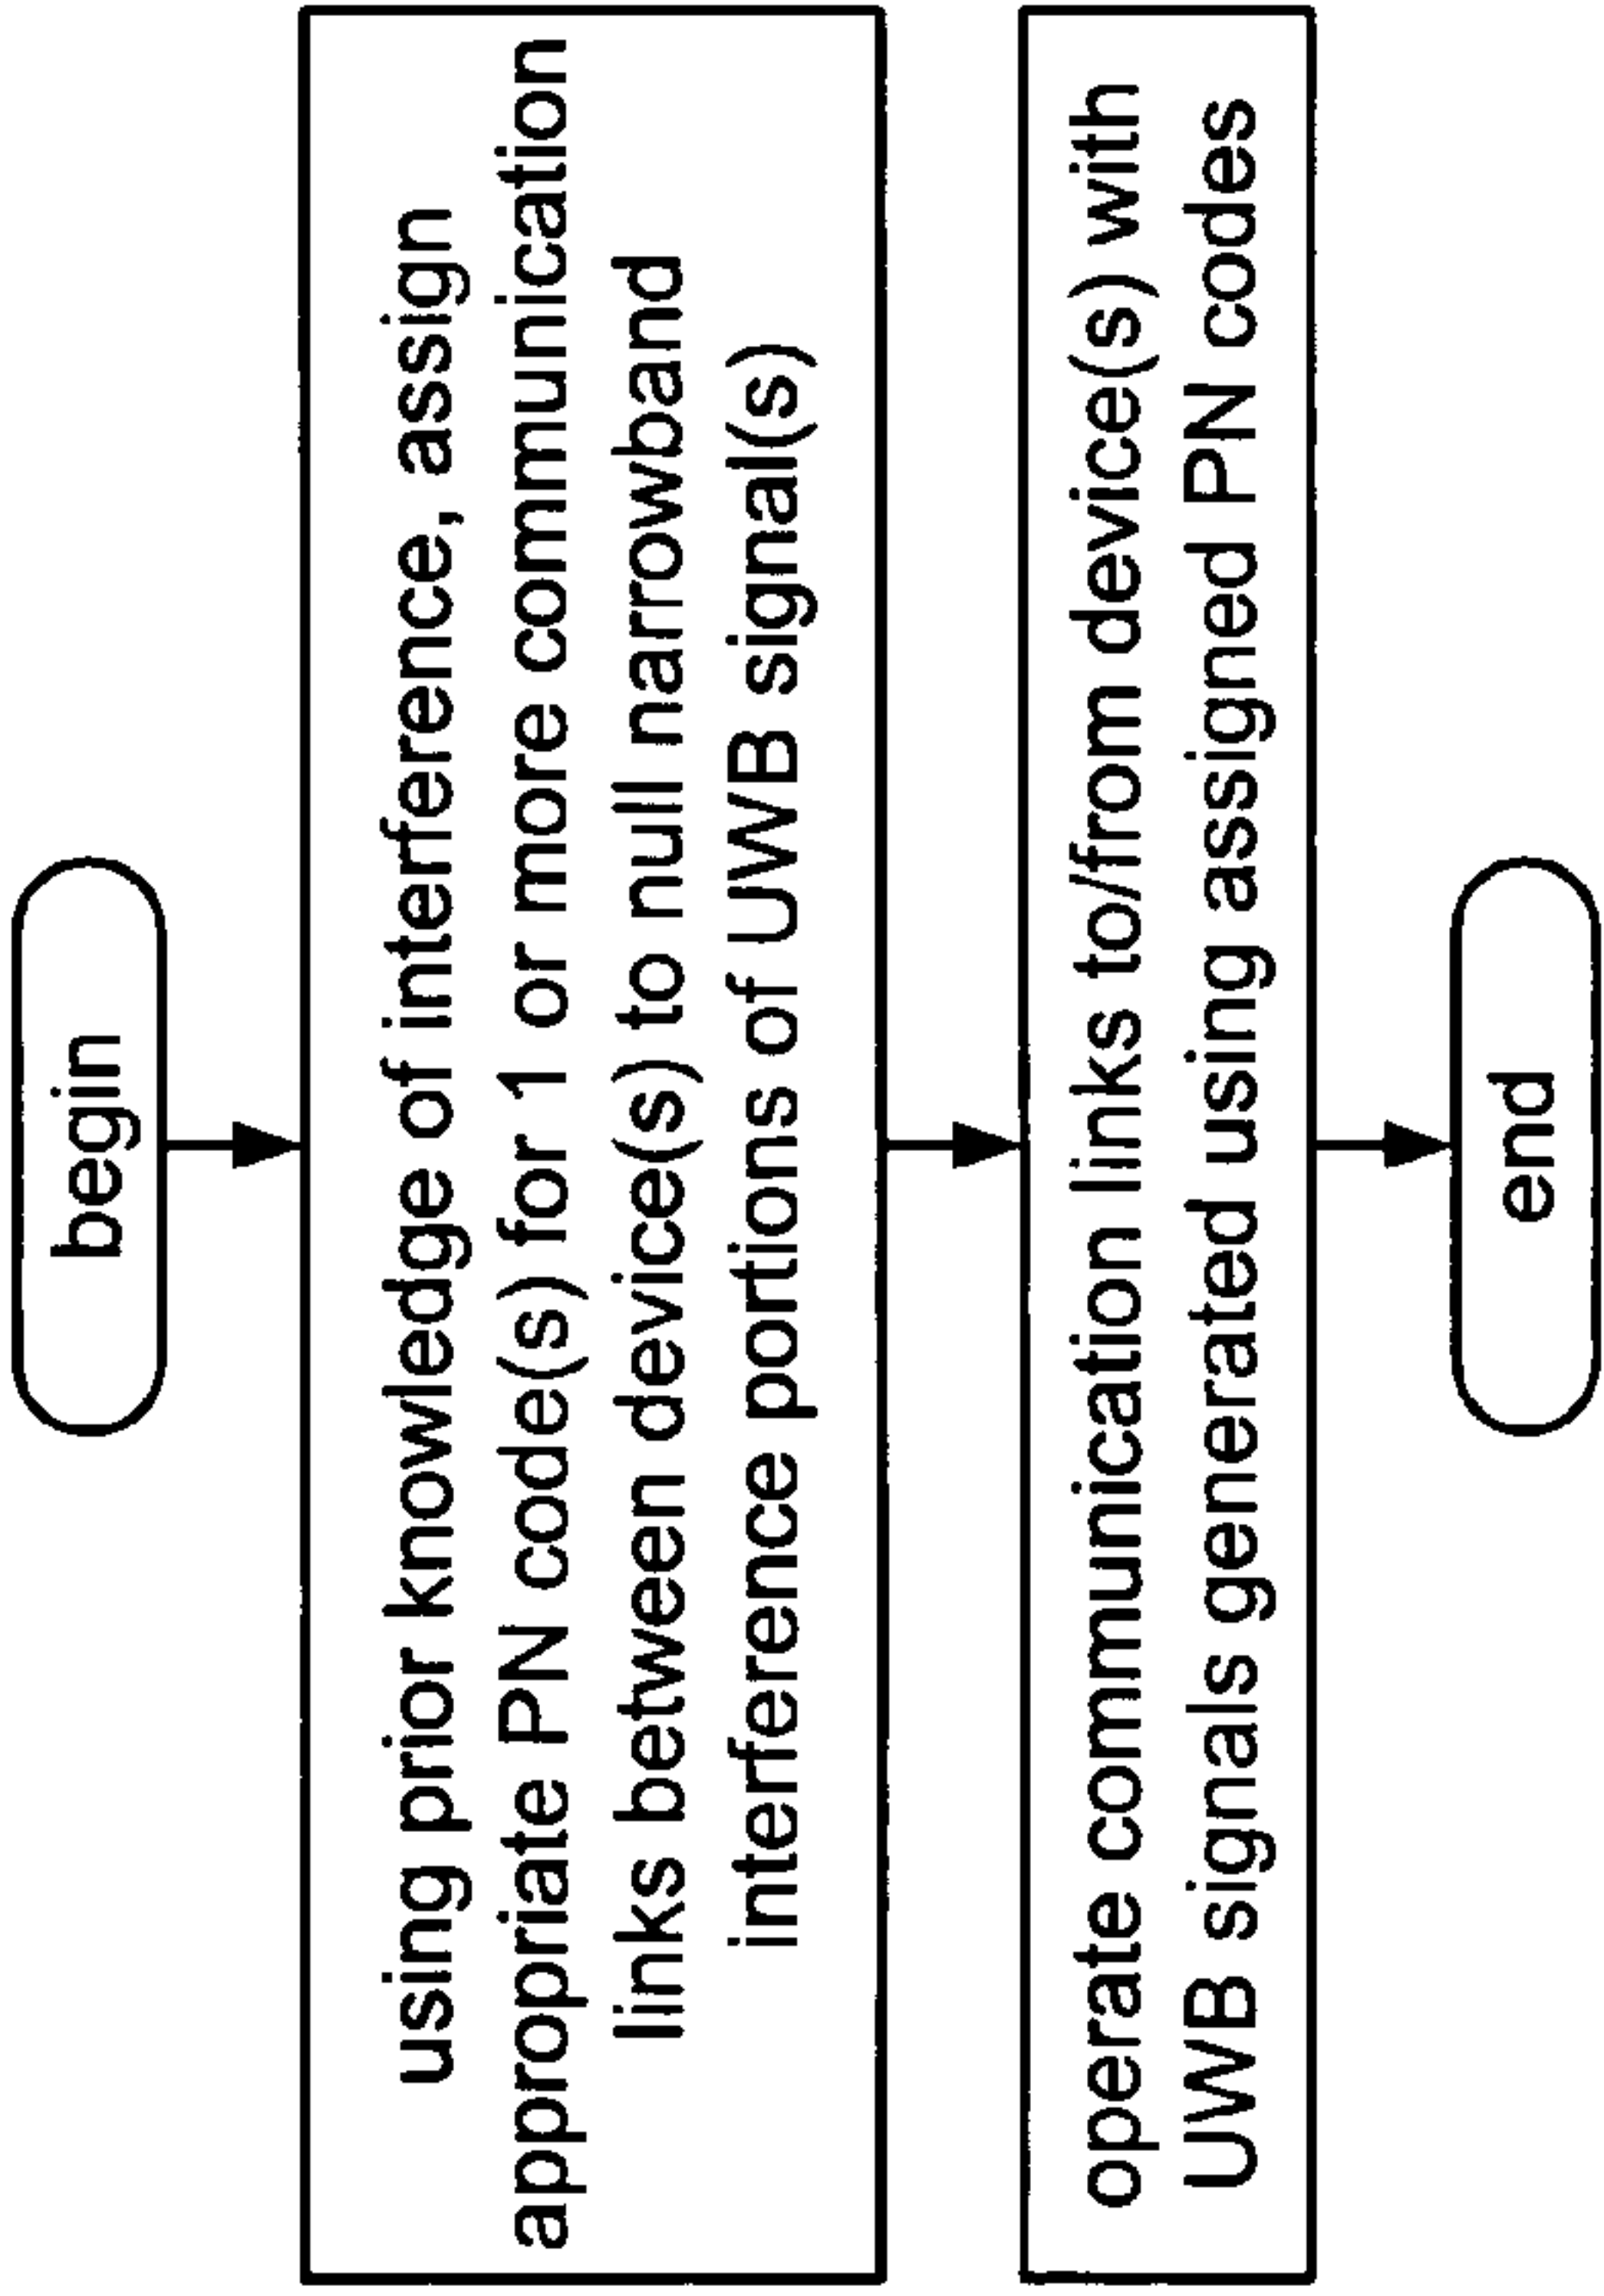 begin
using prior knowledge of interference, assign
appropriate PN code(s) for 1 or more communication
links between device(s) to null narrowband
interference portions of UWB signal(s)
operate communication links to/from device(s) with
UWB signals generated using assigned PN codes
end